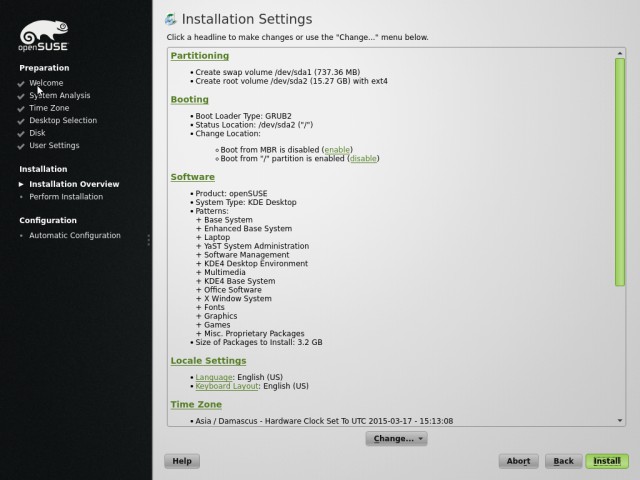 openSUSE
Preparation
Welcome
System Analysis
Time Zone
Desktop Selection
Disk
User Settings
Installation
Installation Overview
Perform Installation
Configuration
Automatic Configuration
Installation Settings
Click a headline to make changes or use the "Change..." menu below.
Partitioning
• Create swap volume /dev/sda1 (737.36 MB)
• Create root volume /dev/sda2 (15.27 GB) with ext4
Booting
• Boot Loader Type: GRUB2
• Status Location: /dev/sda2 ("/")
• Change Location:
◦ Boot from MBR is disabled (enable)
◦ Boot from "/" partition is enabled (disable)
Software
• Product: openSUSE
• System Type: KDE Desktop
• Patterns:
+ Base System
+ Enhanced Base System
+ Laptop
+ YaST System Administration
+ Software Management
+ KDE4 Desktop Environment
+ Multimedia
+ KDE4 Base System
+ Office Software
+ X Window System
+ Fonts
+ Graphics
+ Games
+ Misc. Proprietary Packages
• Size of Packages to Install: 3.2 GB
Locale Settings
• Language: English (US)
• Keyboard Layout: English (US)
Time Zone
• Asia / Damascus - Hardware Clock Set To UTC 2015-03-17 - 15:13:08
Change...
Help
Abort
Back
Install